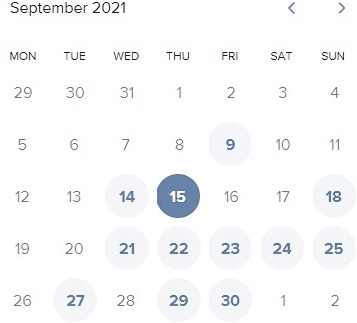 September 2021
MON TUE WED THU FRI SAT SUN
29 30 31 1 2 3 4
5 6 7 8 9 10 11
12 13 14 15 16 17 18
19 20 21 22 23 24 25
26 27 28 29 30 1 2